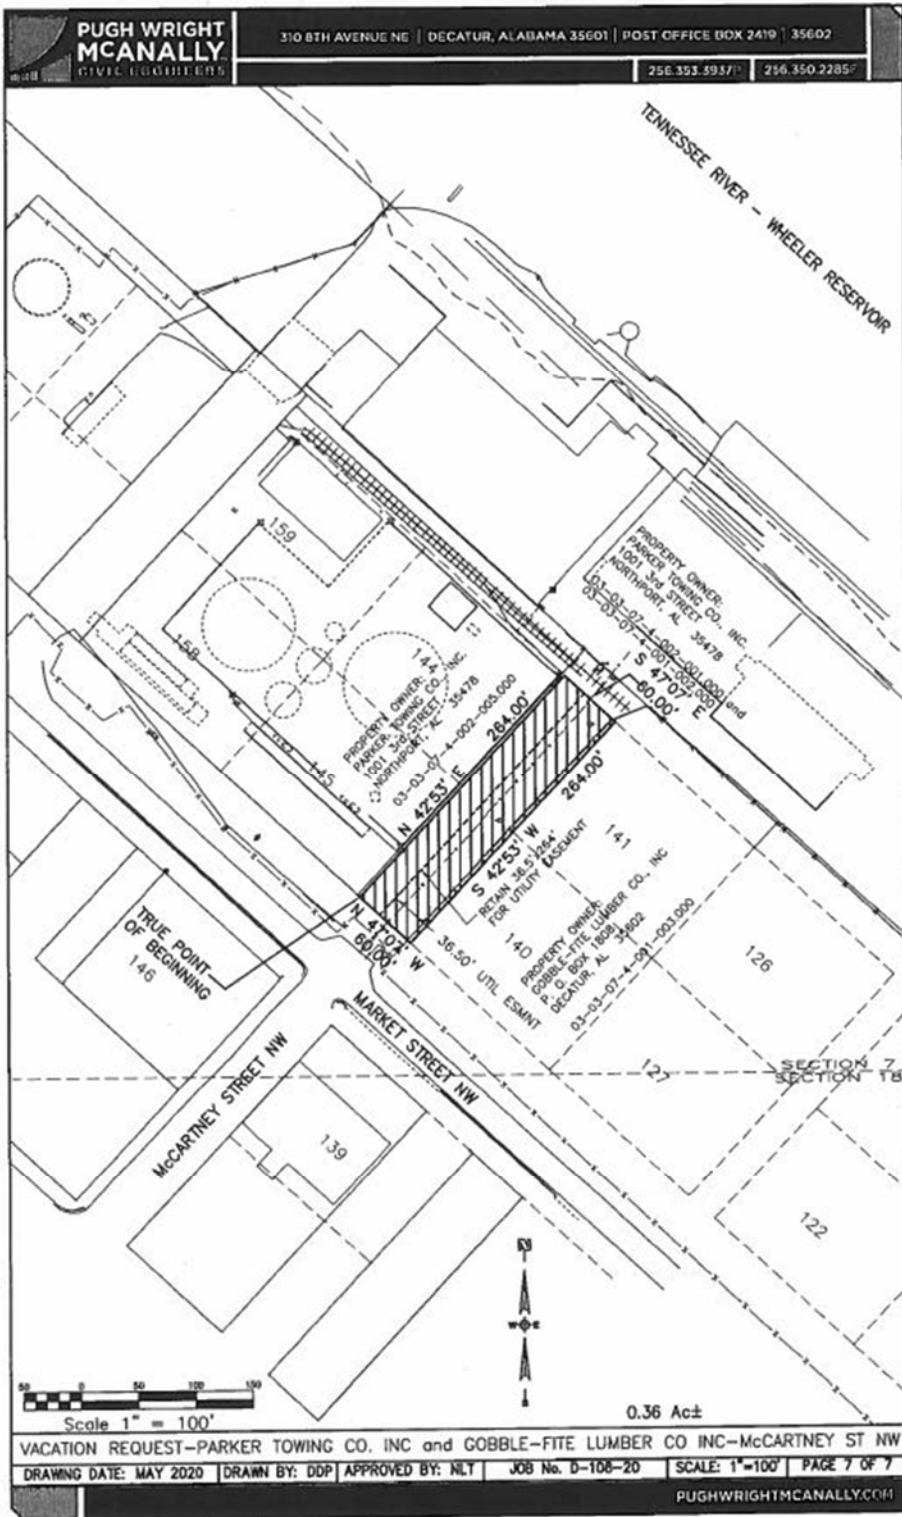 PUGH WRIGHT
MCANALLY
CIVIL ENGINEERS
310 8TH AVENUE NE | DECATUR, ALABAMA 35601 | POST OFFICE BOX 2419 | 35602
256.353.3937P
256.350.2285F
TENNESSEE RIVER - WHEELER RESERVOIR
159
158
PROPERTY OWNER:
PARKER TOWING CO., INC.
1001 3rd. STREET
NORTHPORT, AL 35478
03-03-07-4-002-001.000 and
03-03-07-4-001-002.000
S 47°07' E
60.00'
144
PROPERTY OWNER:
PARKER TOWING CO., INC.
1001 3rd. STREET
NORTHPORT, AL 35478
03-03-07-4-002-005.000
145
N 42°53' E
264.00'
S 42°53' W
264.00'
RETAIN 36.5'x264'
FOR UTILITY EASEMENT
141
140
PROPERTY OWNER:
GOBBLE-FITE LUMBER CO., INC
P. O. BOX 1808
DECATUR, AL 35602
03-03-07-4-001-003.000
N 47°07' W
60.00'
36.50' UTIL ESMNT
TRUE POINT
OF BEGINNING
146
126
127
SECTION 7
SECTION 18
MARKET STREET NW
McCARTNEY STREET NW
139
122
N
W E
S
50 0 50 100 150
Scale 1" = 100'
0.36 Ac±
VACATION REQUEST-PARKER TOWING CO. INC and GOBBLE-FITE LUMBER CO INC-McCARTNEY ST NW
DRAWING DATE: MAY 2020 DRAWN BY: DDP APPROVED BY: NLT JOB No. D-108-20 SCALE: 1"=100' PAGE 7 OF 7
PUGHWRIGHTMCANALLY.COM